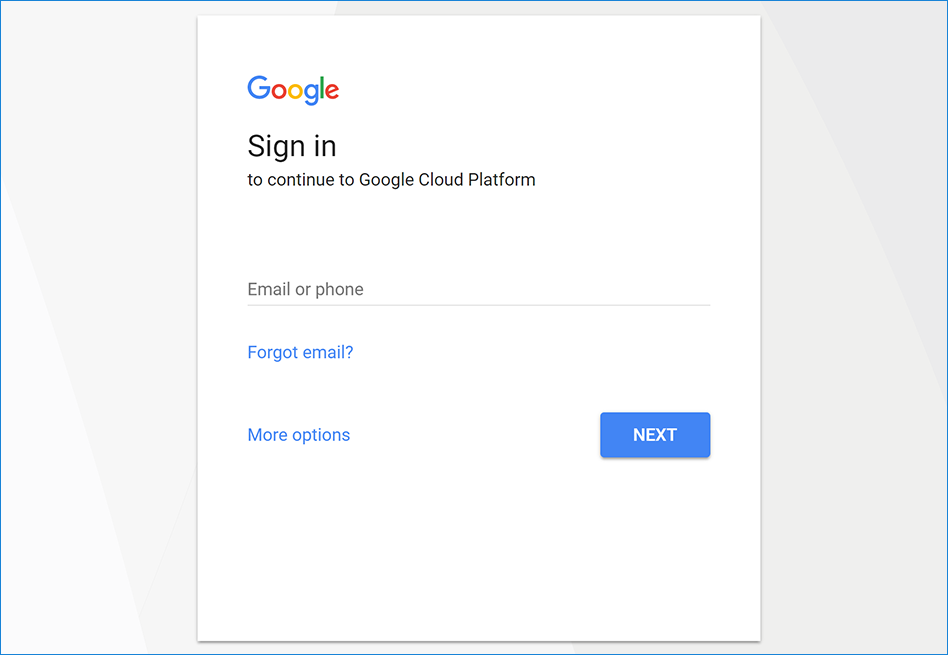 Google
Sign in
to continue to Google Cloud Platform
Email or phone
Forgot email?
More options
NEXT